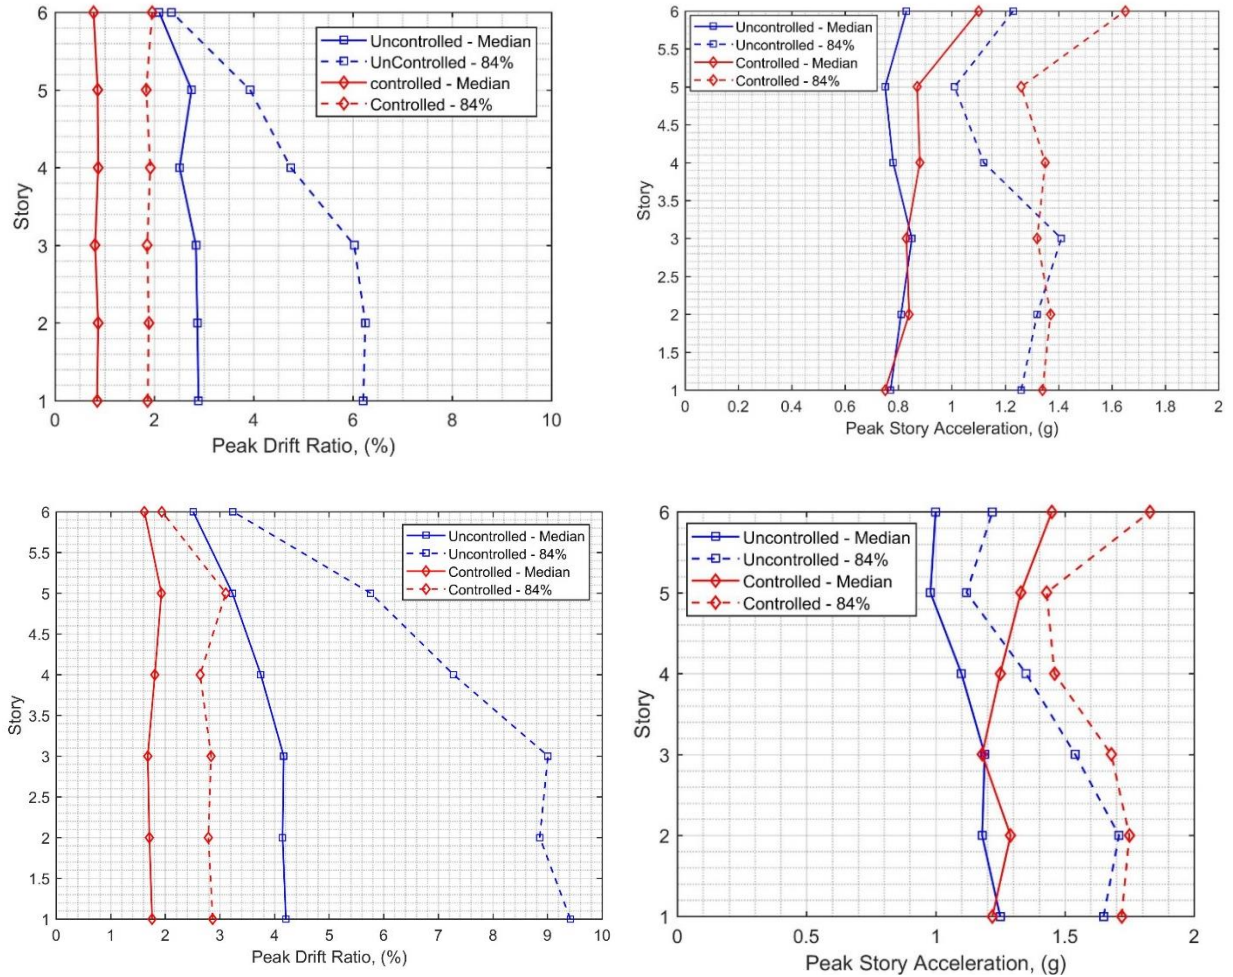 6
5
4
3
2
1
Story
0
2
4
6
8
10
Peak Drift Ratio, (%)
Uncontrolled - Median
UnControlled - 84%
controlled - Median
Controlled - 84%
6
5.5
5
4.5
4
3.5
3
2.5
2
1.5
1
Story
0
0.2
0.4
0.6
0.8
1
1.2
1.4
1.6
1.8
2
Peak Story Acceleration, (g)
Uncontrolled - Median
Uncontrolled - 84%
Controlled - Median
Controlled - 84%
6
5.5
5
4.5
4
3.5
3
2.5
2
1.5
1
Story
0
1
2
3
4
5
6
7
8
9
10
Peak Drift Ratio, (%)
Uncontrolled - Median
Uncontrolled - 84%
Controlled - Median
Controlled - 84%
6
5
4
3
2
1
Story
0
0.5
1
1.5
2
Peak Story Acceleration, (g)
Uncontrolled - Median
Uncontrolled - 84%
Controlled - Median
Controlled - 84%